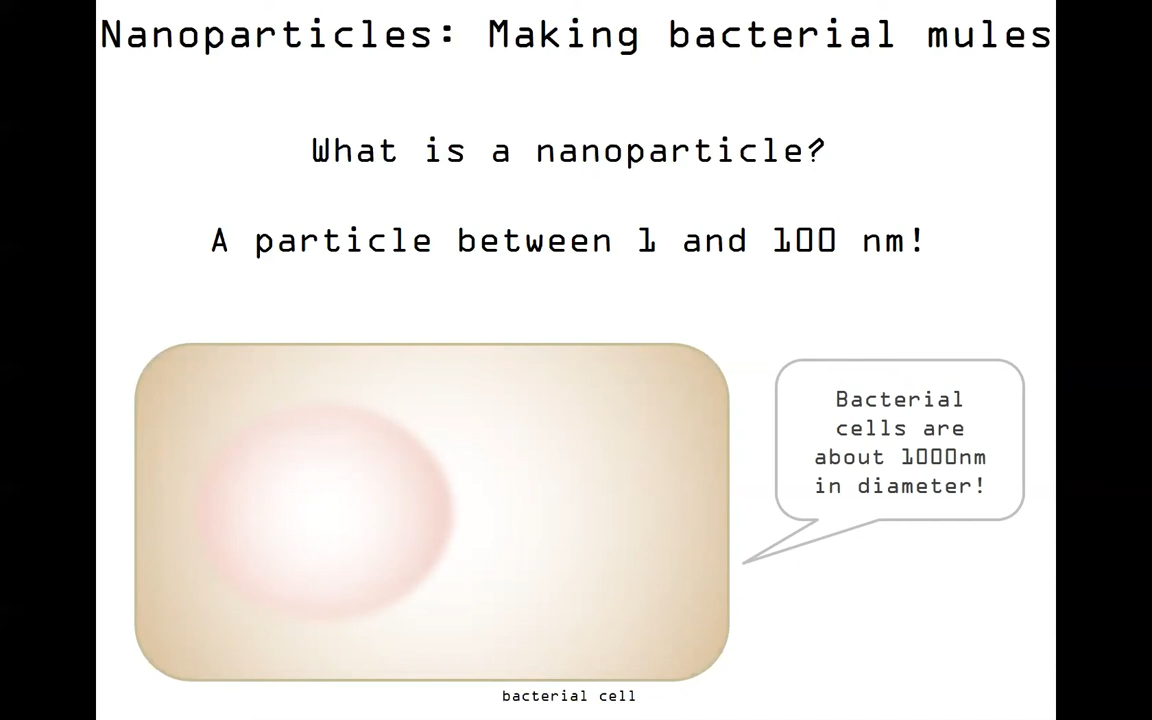 Nanoparticles: Making bacterial mules
What is a nanoparticle?
A particle between 1 and 100 nm!
Bacterial
cells are
about 1000nm
in diameter!
bacterial cell